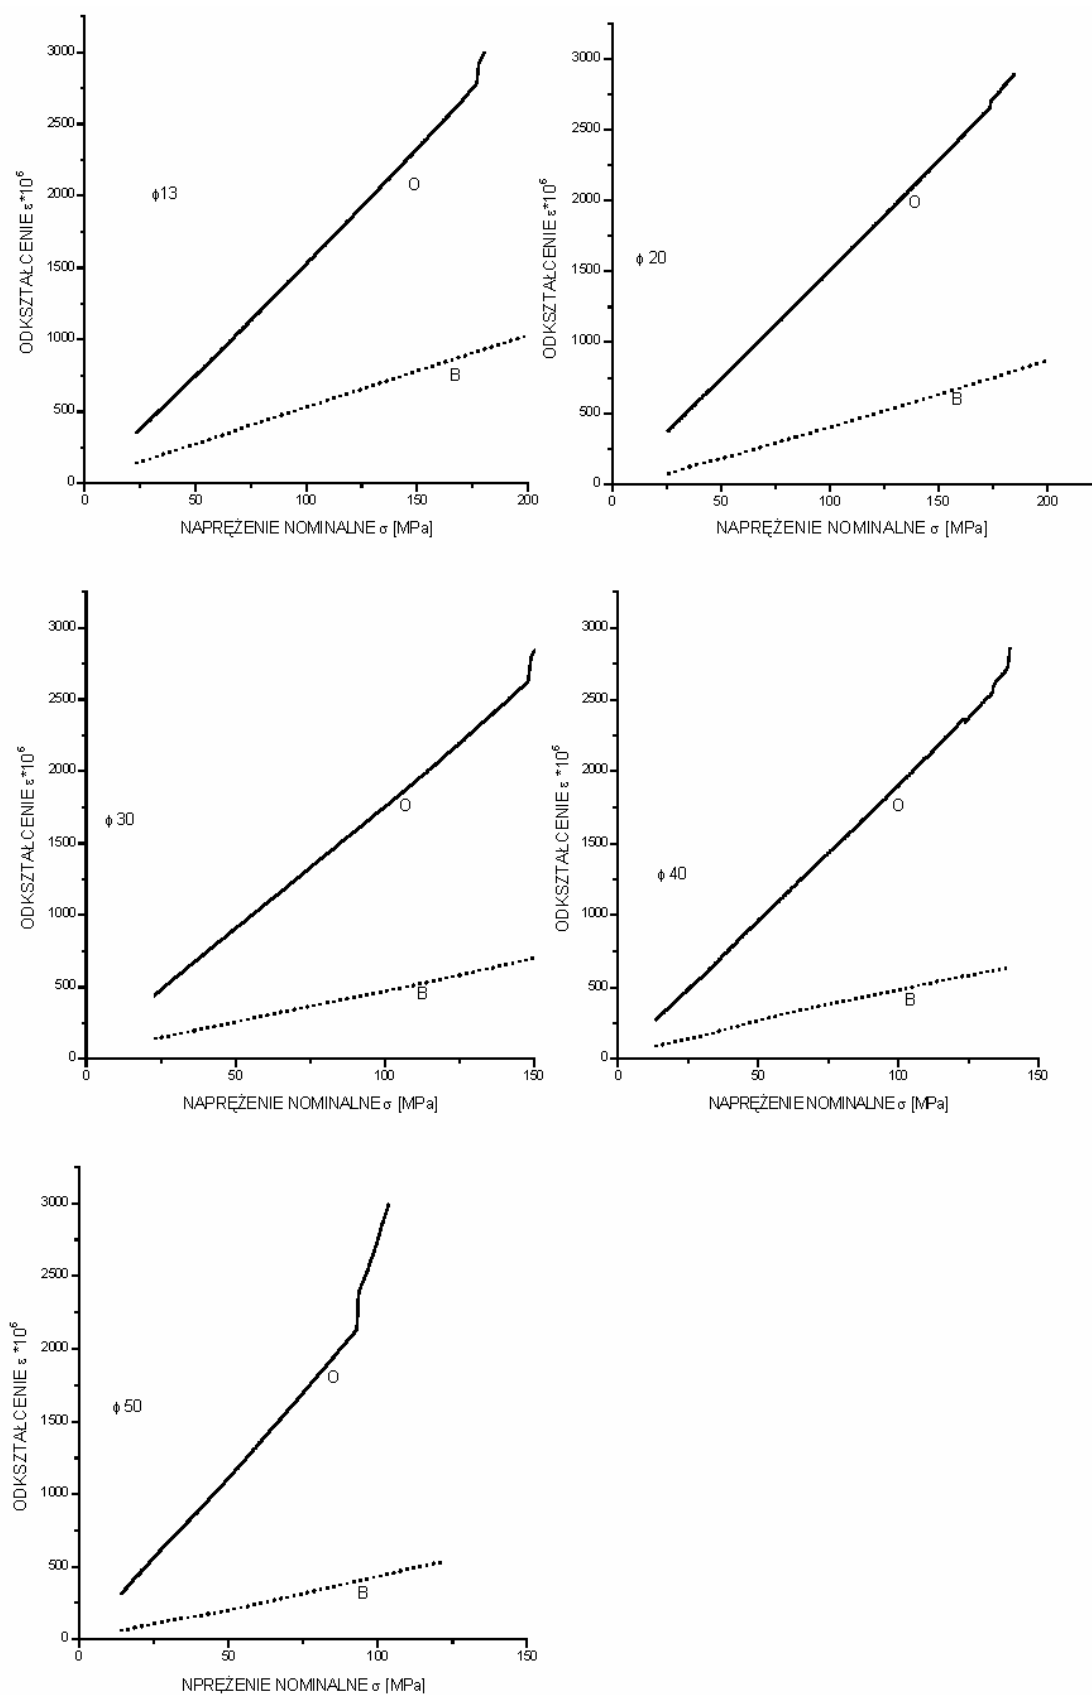 3000
2500
2000
1500
1000
500
0
ODKSZTAŁCENIE ε*10⁶
ϕ13
O
B
0 50 100 150 200
NAPRĘŻENIE NOMINALNE σ [MPa]
3000
2500
2000
1500
1000
500
0
ODKSZTAŁCENIE ε*10⁶
ϕ 20
O
B
0 50 100 150 200
NAPRĘŻENIE NOMINALNE σ [MPa]
3000
2500
2000
1500
1000
500
0
ODKSZTAŁCENIE ε*10⁶
ϕ 30
O
B
0 50 100 150
NAPRĘŻENIE NOMINALNE σ [MPa]
3000
2500
2000
1500
1000
500
0
ODKSZTAŁCENIE ε *10⁶
ϕ 40
O
B
0 50 100 150
NAPRĘŻENIE NOMINALNE σ [MPa]
3000
2500
2000
1500
1000
500
0
ODKSZTAŁCENIE ε *10⁶
ϕ 50
O
B
0 50 100 150
NPRĘŻENIE NOMINALNE σ [MPa]